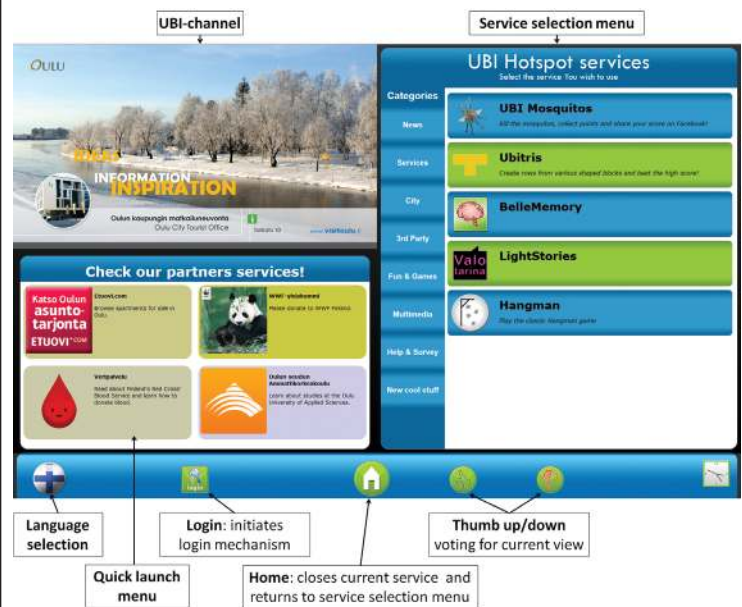 UBI-channel
Service selection menu
OULU
INFORMATION
INSPIRATION
Oulun kaupungin matkailuneuvonta
Oulu City Tourist Office
Torikatu 10
www.visitoulu.fi
UBI Hotspot services
Select the service You wish to use
Categories
News
Services
City
3rd Party
Fun & Games
Multimedia
Help & Survey
New cool stuff
UBI Mosquitos
Kill the mosquitos, collect points and share your score on Facebook!
Ubitris
Create rows from various shaped blocks and beat the high score!
BelleMemory
Valo
tarina
LightStories
Hangman
Play the classic Hangman game
Check our partners services!
Katso Oulun
asunto-
tarjonta
ETUOVI.COM
Etuovi.com
Browse apartments for sale in
Oulu.
WWF
Please donate to WWF Finland.
Veripalvelu
Read about Finland's Red Cross'
Blood Service and learn how to
donate blood.
Oulun seudun
Ammattikorkeakoulu
Learn about studies at the Oulu
University of Applied Sciences.
login
Language
selection
Login: initiates
login mechanism
Thumb up/down
voting for current view
Quick launch
menu
Home: closes current service and
returns to service selection menu